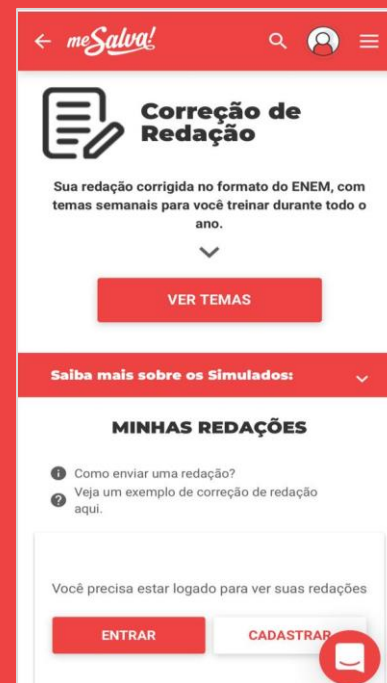 meSalva!
Correção de
Redação
Sua redação corrigida no formato do ENEM, com
temas semanais para você treinar durante todo o
ano.
VER TEMAS
Saiba mais sobre os Simulados:
MINHAS REDAÇÕES
Como enviar uma redação?
Veja um exemplo de correção de redação
aqui.
Você precisa estar logado para ver suas redações
ENTRAR CADASTRAR